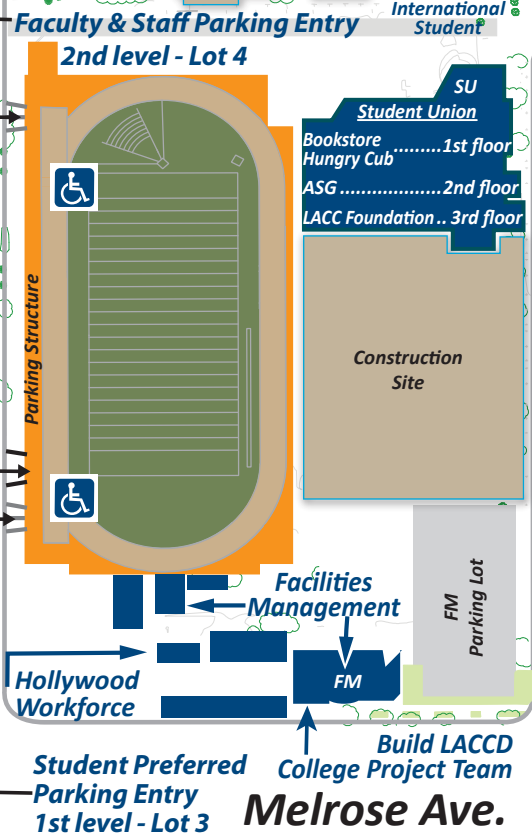 International
Student
Faculty & Staff Parking Entry
2nd level - Lot 4
SU
Student Union
Bookstore
Hungry Cub .........1st floor
ASG ..................2nd floor
LACC Foundation .. 3rd floor
Parking Structure
Construction
Site
FM
Parking Lot
Facilities
Management
Hollywood
Workforce
FM
Build LACCD
College Project Team
Student Preferred
Parking Entry
1st level - Lot 3
Melrose Ave.